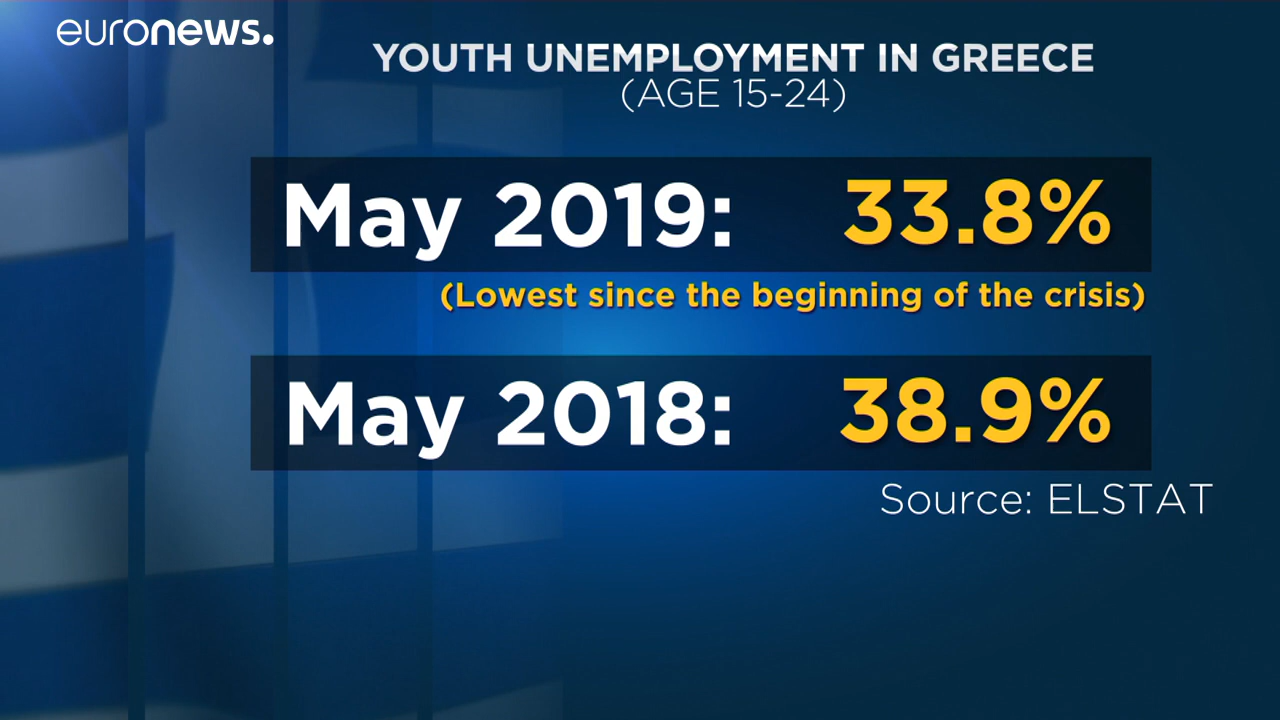 euronews.
YOUTH UNEMPLOYMENT IN GREECE
(AGE 15-24)
May 2019: 33.8%
(Lowest since the beginning of the crisis)
May 2018: 38.9%
Source: ELSTAT